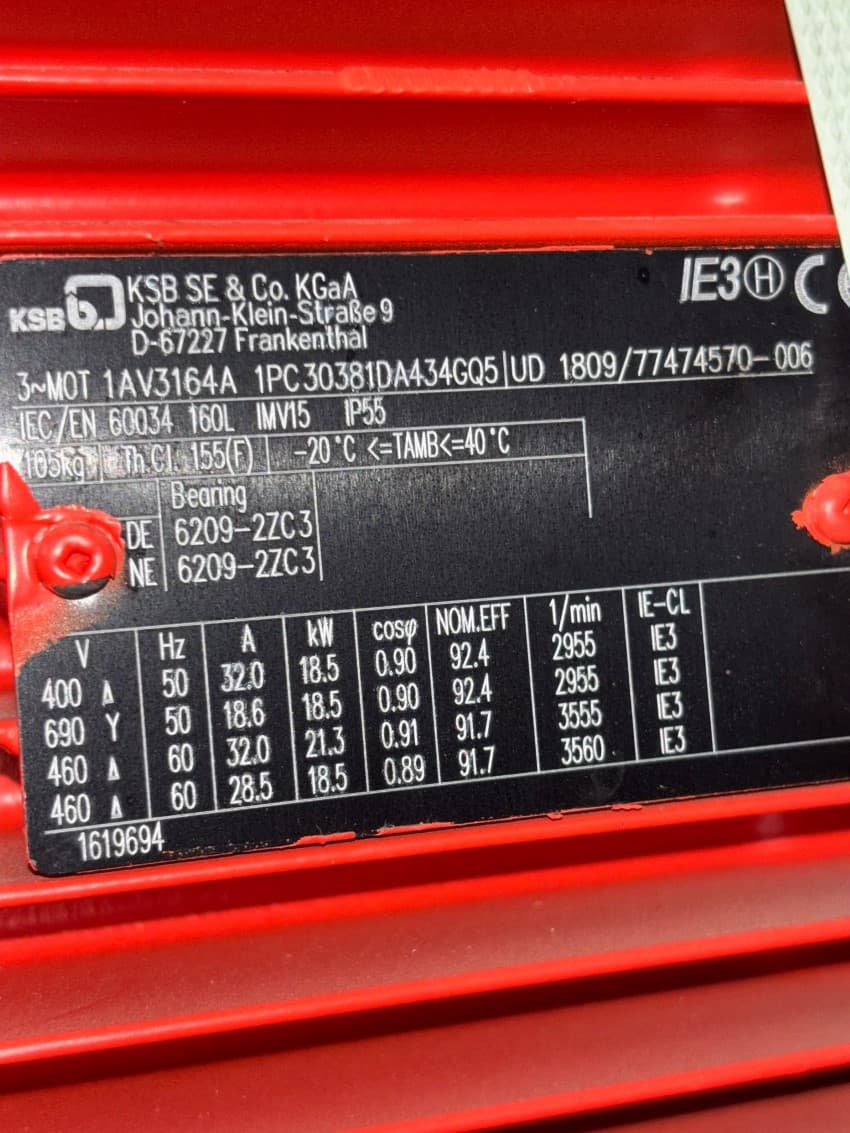 KSB
KSB SE & Co. KGaA
Johann-Klein-Straße 9
D-67227 Frankenthal
IE3 H C
3~MOT 1AV3164A 1PC30381DA434GQ5 UD 1809/77474570-006
IEC/EN 60034 160L IMV15 IP55
105kg Th.Cl. 155(F) -20°C <=TAMB<=40°C
Bearing
DE 6209-2ZC3
NE 6209-2ZC3
V Hz A kW cosφ NOM.EFF 1/min IE-CL
400 Δ 50 32.0 18.5 0.90 92.4 2955 IE3
690 Y 50 18.6 18.5 0.90 92.4 2955 IE3
460 Δ 60 32.0 21.3 0.91 91.7 3555 IE3
460 Δ 60 28.5 18.5 0.89 91.7 3560 IE3
1619694